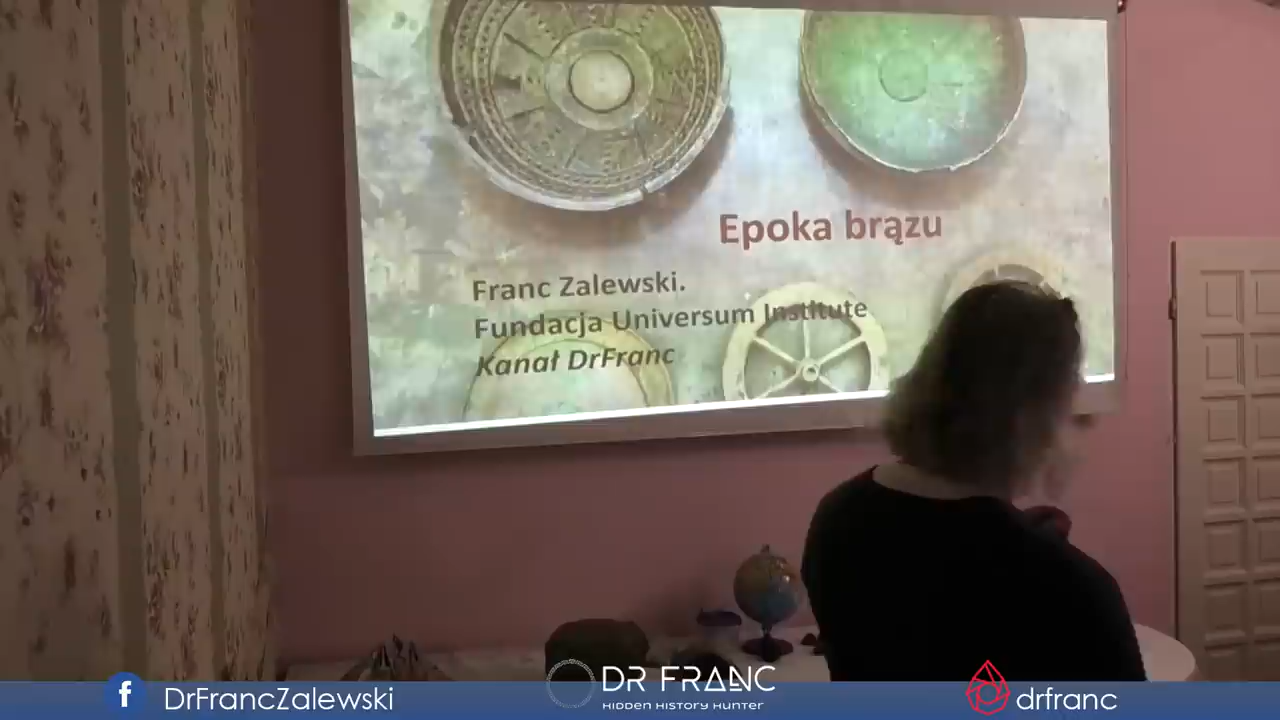 Epoka brązu
Franc Zalewski.
Fundacja Universum Institute
Kanał DrFranc
f DrFrancZalewski
DR FRANC
HIDDEN HISTORY HUNTER
drfranc